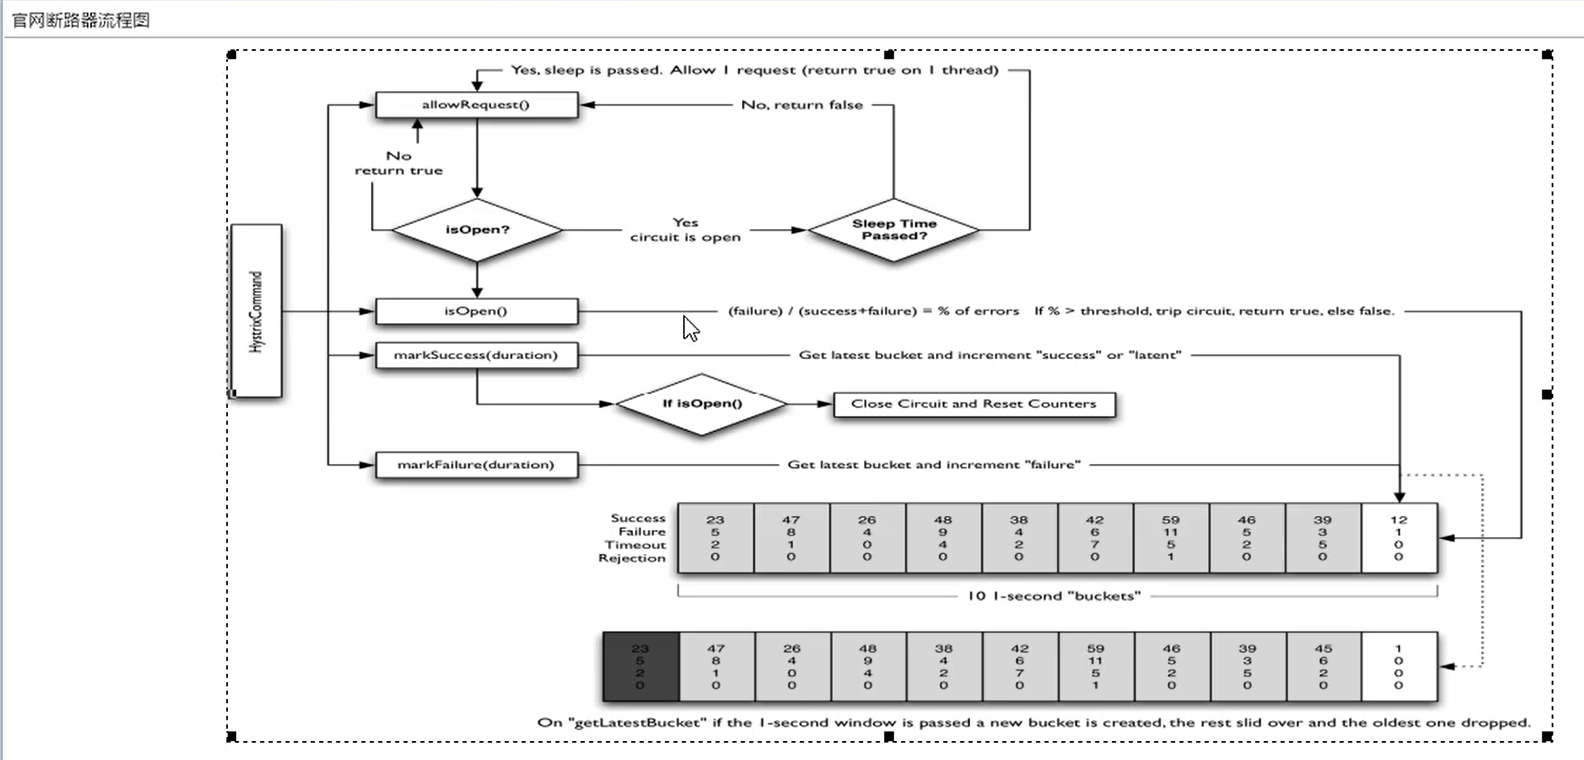 官网断路器流程图
Yes, sleep is passed. Allow 1 request (return true on 1 thread)
allowRequest()
No, return false
No
return true
isOpen?
Yes
circuit is open
Sleep Time
Passed?
HystrixCommand
isOpen()
(failure) / (success+failure) = % of errors If % > threshold, trip circuit, return true, else false.
markSuccess(duration)
Get latest bucket and increment "success" or "latent"
If isOpen()
Close Circuit and Reset Counters
markFailure(duration)
Get latest bucket and increment "failure"
Success 23 47 26 48 38 42 59 46 39 12
Failure 5 8 4 9 4 6 11 5 3 1
Timeout 2 1 0 4 2 7 5 2 5 0
Rejection 0 0 0 0 0 0 1 0 0 0
10 1-second "buckets"
23 47 26 48 38 42 59 46 39 45 1
5 8 4 9 4 6 11 5 3 6 0
2 1 0 4 2 7 5 2 5 2 0
0 0 0 0 0 0 1 0 0 0 0
On "getLatestBucket" if the 1-second window is passed a new bucket is created, the rest slid over and the oldest one dropped.